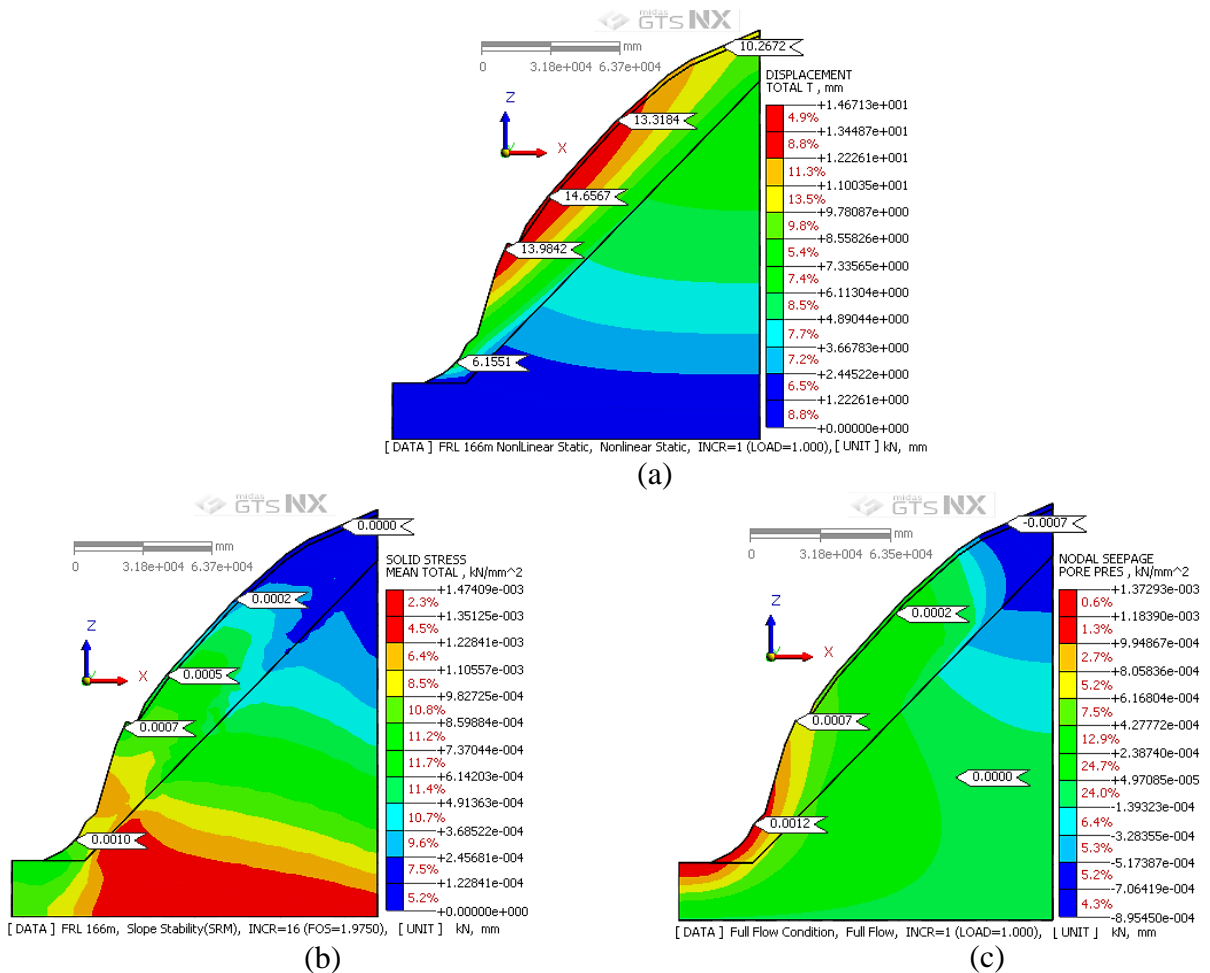 midas
GTS NX
mm
0 3.18e+004 6.37e+004
Z
X
10.2672
13.3184
14.6567
13.9842
6.1551
DISPLACEMENT
TOTAL T , mm
+1.46713e+001
4.9%
+1.34487e+001
8.8%
+1.22261e+001
11.3%
+1.10035e+001
13.5%
+9.78087e+000
9.8%
+8.55826e+000
5.4%
+7.33565e+000
7.4%
+6.11304e+000
8.5%
+4.89044e+000
7.7%
+3.66783e+000
7.2%
+2.44522e+000
6.5%
+1.22261e+000
8.8%
+0.00000e+000
[ DATA ] FRL 166m NonlLinear Static, Nonlinear Static, INCR=1 (LOAD=1.000), [ UNIT ] kN, mm
(a)
midas
GTS NX
mm
0 3.18e+004 6.37e+004
Z
X
0.0000
0.0002
0.0005
0.0007
0.0010
SOLID STRESS
MEAN TOTAL , kN/mm^2
+1.47409e-003
2.3%
+1.35125e-003
4.5%
+1.22841e-003
6.4%
+1.10557e-003
8.5%
+9.82725e-004
10.8%
+8.59884e-004
11.2%
+7.37044e-004
11.7%
+6.14203e-004
11.4%
+4.91363e-004
10.7%
+3.68522e-004
9.6%
+2.45681e-004
7.5%
+1.22841e-004
5.2%
+0.00000e+000
[ DATA ] FRL 166m, Slope Stability(SRM), INCR=16 (FOS=1.9750), [ UNIT ] kN, mm
(b)
midas
GTS NX
mm
0 3.18e+004 6.35e+004
Z
X
-0.0007
0.0002
0.0007
0.0000
0.0012
NODAL SEEPAGE
PORE PRES , kN/mm^2
+1.37293e-003
0.6%
+1.18390e-003
1.3%
+9.94867e-004
2.7%
+8.05836e-004
5.2%
+6.16804e-004
7.5%
+4.27772e-004
12.9%
+2.38740e-004
24.7%
+4.97085e-005
24.0%
-1.39323e-004
6.4%
-3.28355e-004
5.3%
-5.17387e-004
5.2%
-7.06419e-004
4.3%
-8.95450e-004
[ DATA ] Full Flow Condition, Full Flow, INCR=1 (LOAD=1.000), [ UNIT ] kN, mm
(c)